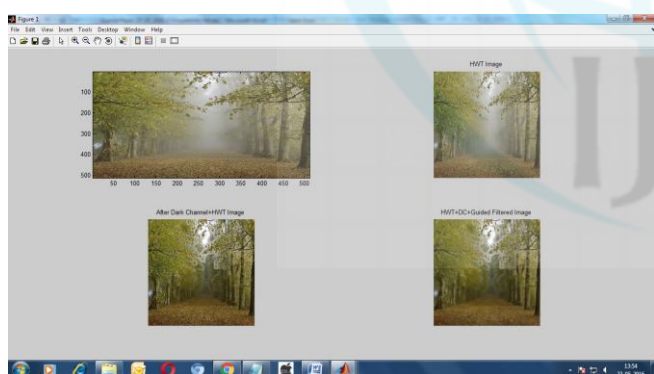 Figure 1
File Edit View Insert Tools Desktop Window Help
HWT Image
100
200
300
400
500
50 100 150 200 250 300 350 400 450 500
After Dark Channel+HWT Image
HWT+DC+Guided Filtered Image
IJ
13:54